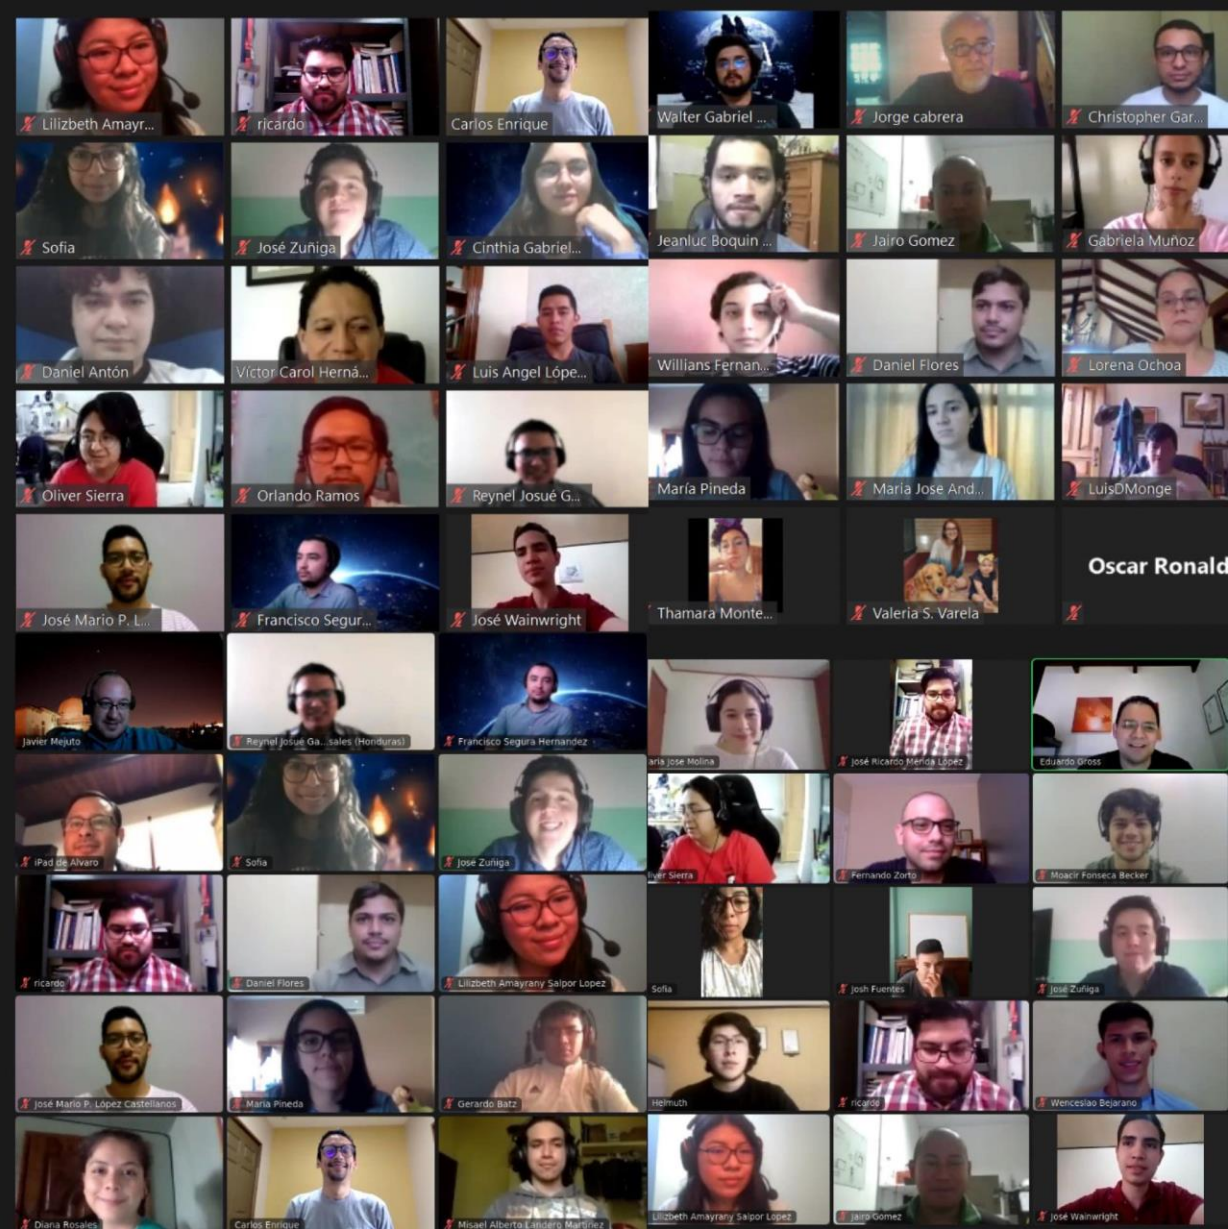 Lilizbeth Amayr...
ricardo
Carlos Enrique
Walter Gabriel ...
Jorge cabrera
Christopher Gar...
Sofia
José Zuñiga
Cinthia Gabriel...
Jeanluc Boquin ...
Jairo Gomez
Gabriela Muñoz
Daniel Antón
Víctor Carol Herná...
Luis Angel Lópe...
Willians Fernan...
Daniel Flores
Lorena Ochoa
Oliver Sierra
Orlando Ramos
Reynel Josué G...
María Pineda
Maria Jose And...
LuisDMonge
José Mario P. L...
Francisco Segur...
José Wainwright
Thamara Monte...
Valeria S. Varela
Oscar Ronald
Javier Mejuto
Reynel Josué Ga...sales (Honduras)
Francisco Segura Hernandez
aria José Molina
José Ricardo Mérida López
Eduardo Gross
iPad de Alvaro
Sofia
José Zuñiga
liver Sierra
Fernando Zorto
Moacir Fonseca Becker
ricardo
Daniel Flores
Lilizbeth Amayrany Salpor Lopez
Sofia
Josh Fuentes
José Zuñiga
José Mario P. López Castellanos
María Pineda
Gerardo Batz
Helmuth
ricardo
Wenceslao Bejarano
Diana Rosales
Carlos Enrique
Misael Alberto Landero Martínez
Lilizbeth Amayrany Salpor Lopez
Jairo Gomez
José Wainwright